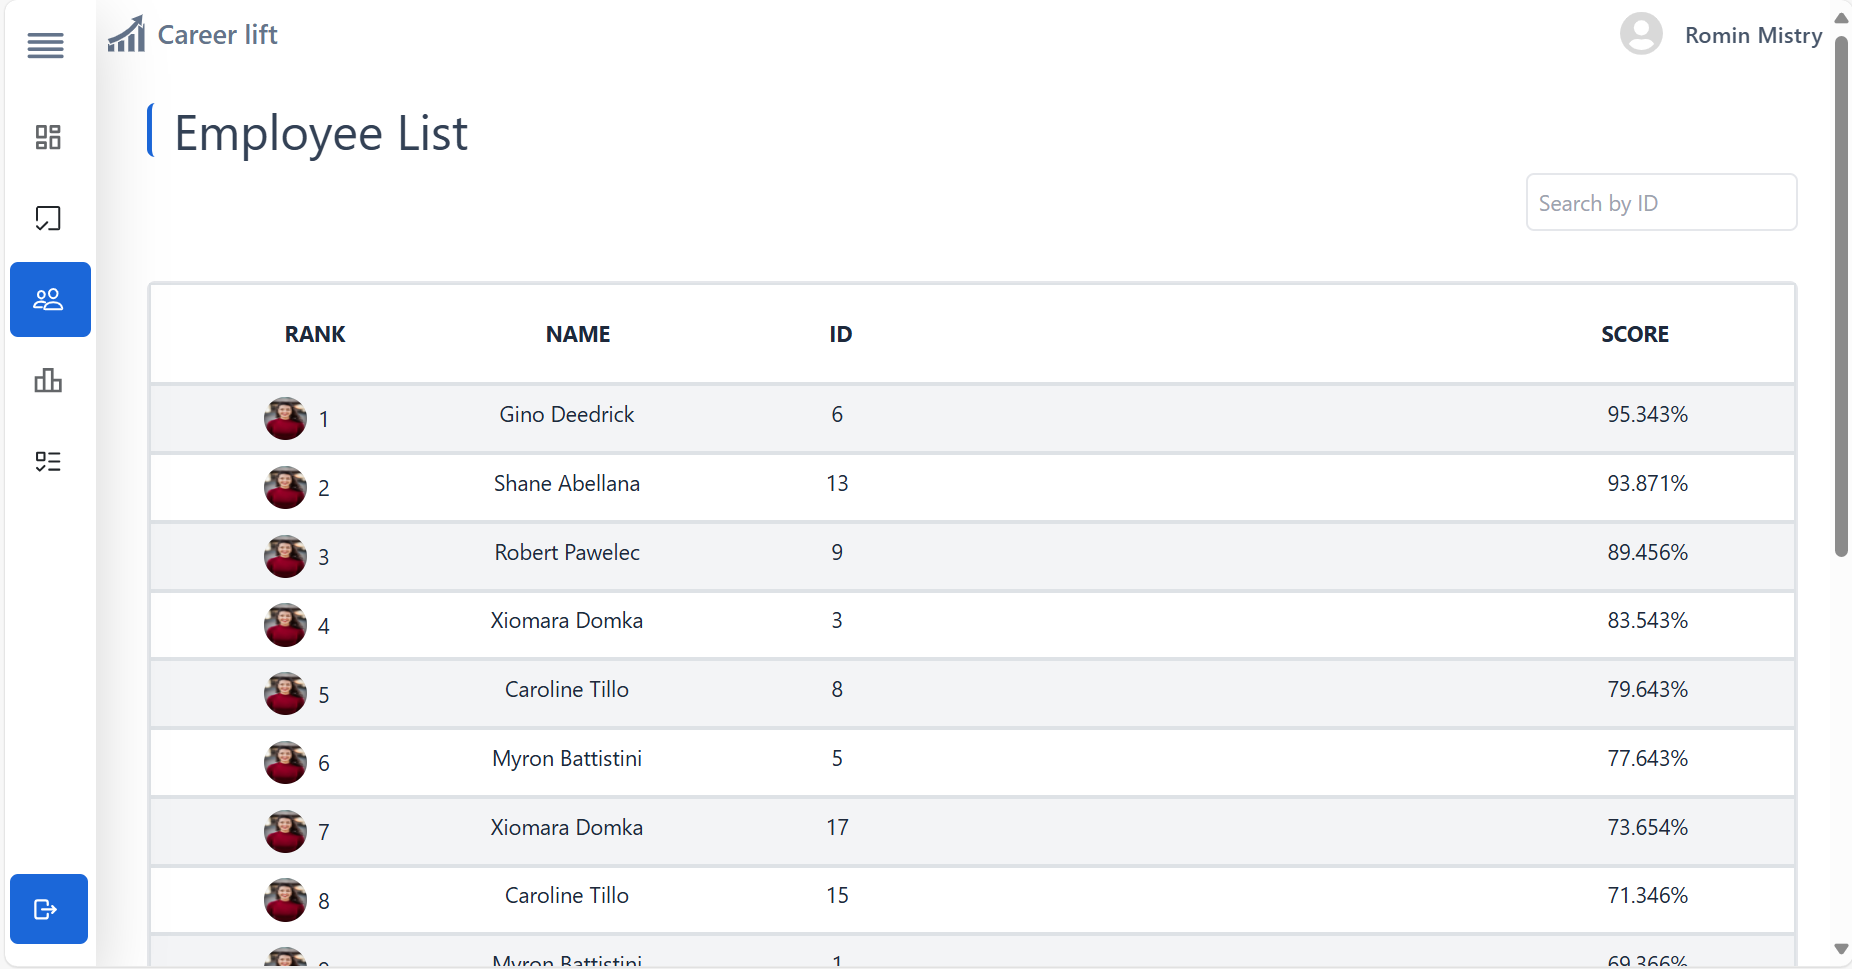 Career lift
Romin Mistry
Employee List
Search by ID
RANK NAME ID SCORE
1 Gino Deedrick 6 95.343%
2 Shane Abellana 13 93.871%
3 Robert Pawelec 9 89.456%
4 Xiomara Domka 3 83.543%
5 Caroline Tillo 8 79.643%
6 Myron Battistini 5 77.643%
7 Xiomara Domka 17 73.654%
8 Caroline Tillo 15 71.346%
Myron Battistini 1 69.366%